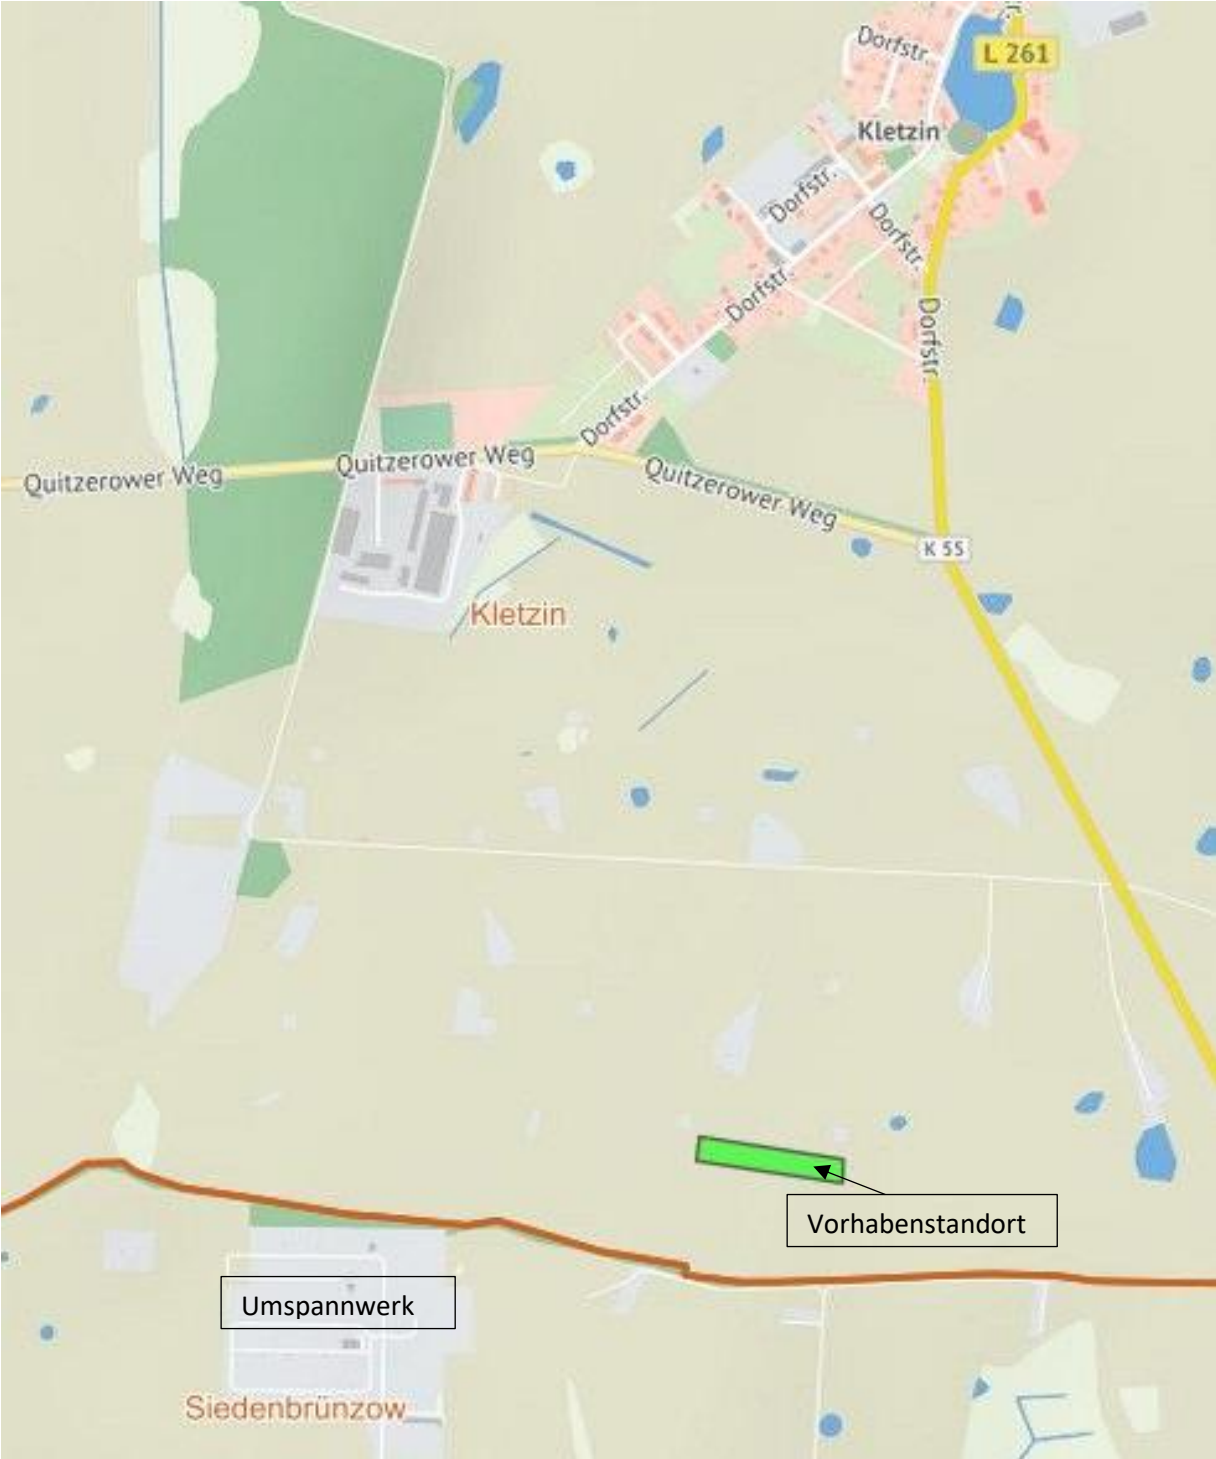 Dorfstr.
L 261
Kletzin
Dorfstr.
Dorfstr.
Dorfstr.
Dorfstr.
Dorfstr.
Quitzerower Weg
Quitzerower Weg
Quitzerower Weg
K 55
Kletzin
Vorhabenstandort
Umspannwerk
Siedenbrünzow